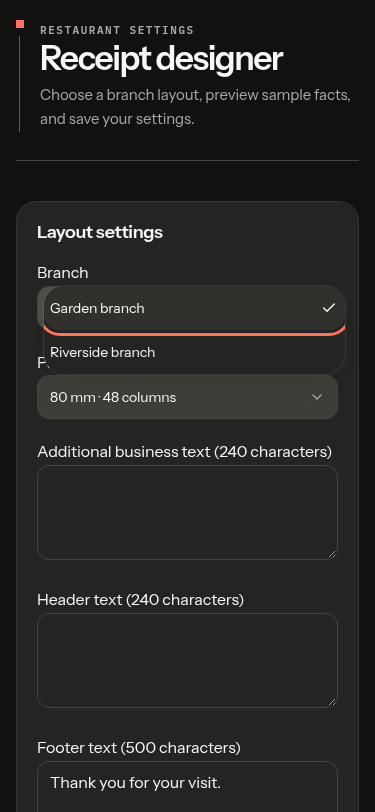 RESTAURANT SETTINGS
Receipt designer
Choose a branch layout, preview sample facts,
and save your settings.
Layout settings
Branch
Garden branch
Riverside branch
80 mm · 48 columns
Additional business text (240 characters)
Header text (240 characters)
Footer text (500 characters)
Thank you for your visit.